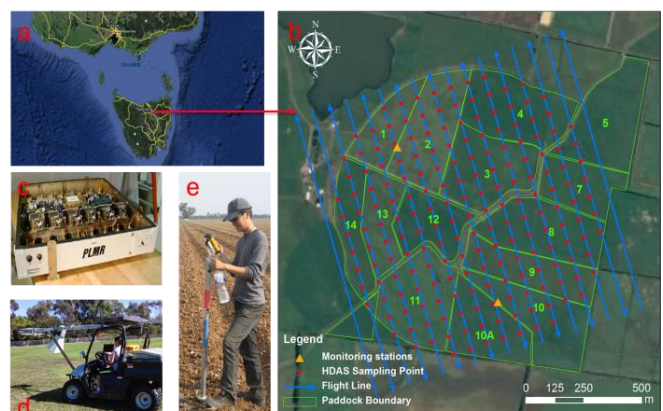 a
b
N
W
E
S
1
2
3
4
5
7
8
9
10
10A
11
12
13
14
c
PLMR
e
d
Legend
Monitoring stations
HDAS Sampling Point
Flight Line
Paddock Boundary
0 125 250 500
m